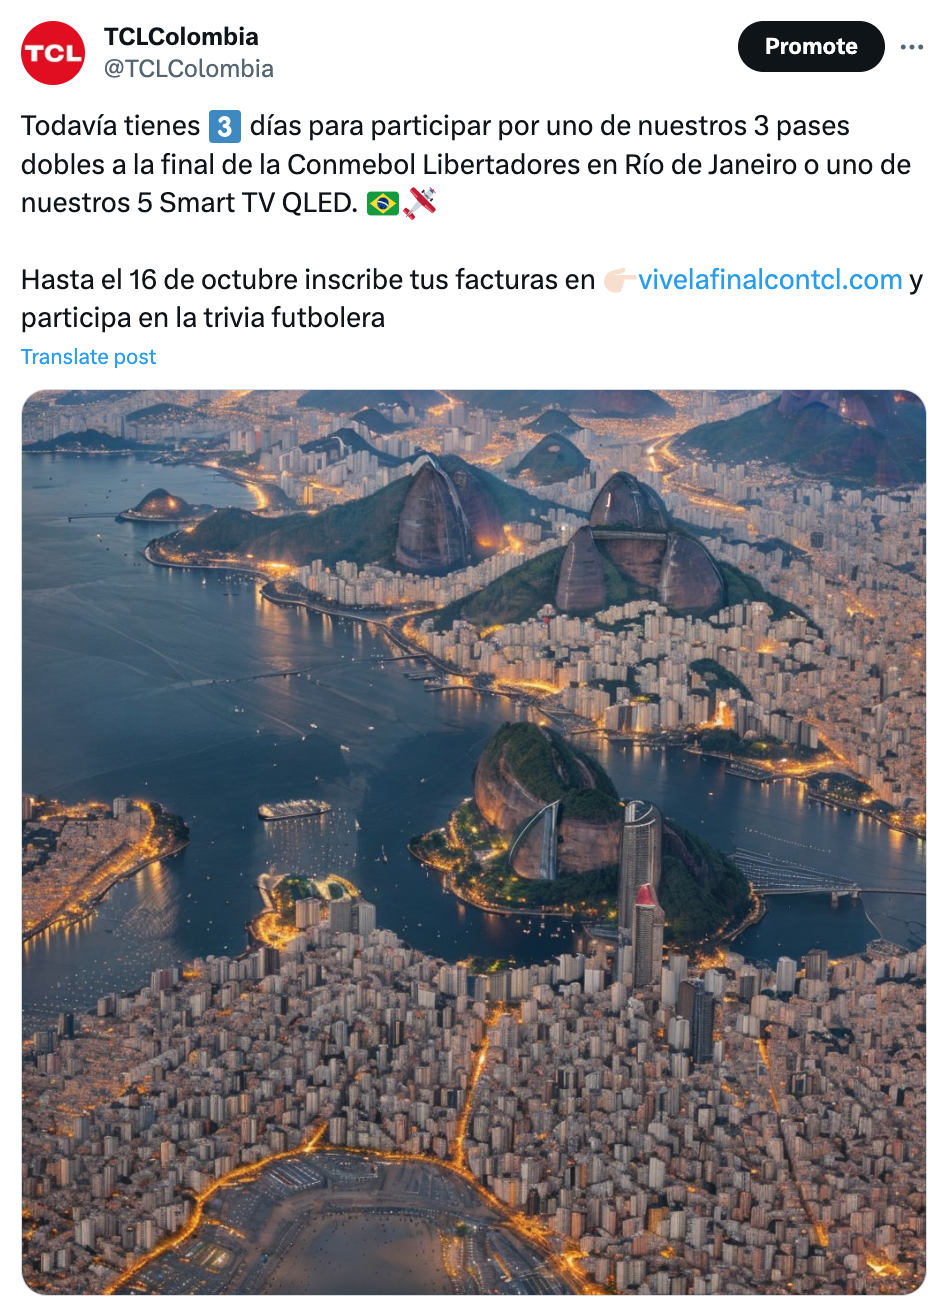 TCL
TCLColombia
@TCLColombia
Promote
Todavía tienes 3️⃣ días para participar por uno de nuestros 3 pases
dobles a la final de la Conmebol Libertadores en Río de Janeiro o uno de
nuestros 5 Smart TV QLED. 🇧🇷🛩️
Hasta el 16 de octubre inscribe tus facturas en 👉🏻vivelafinalcontcl.com y
participa en la trivia futbolera
Translate post